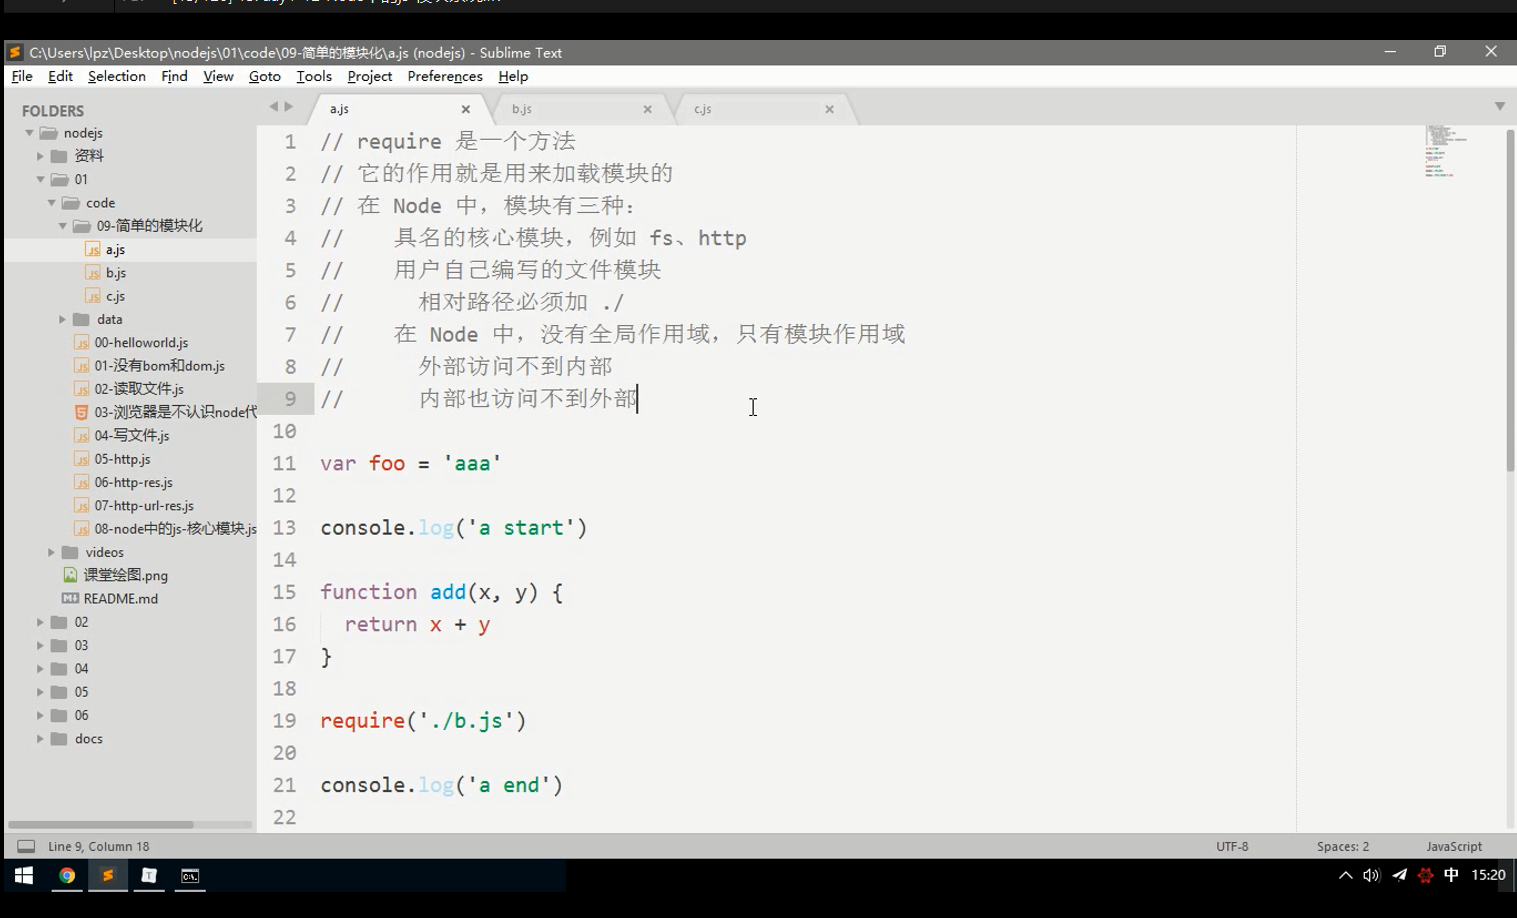 C:\Users\lpz\Desktop\nodejs\01\code\09-简单的模块化\a.js (nodejs) - Sublime Text
File Edit Selection Find View Goto Tools Project Preferences Help
FOLDERS
nodejs
资料
01
code
09-简单的模块化
a.js
b.js
c.js
data
00-helloworld.js
01-没有bom和dom.js
02-读取文件.js
03-浏览器是不认识node代
04-写文件.js
05-http.js
06-http-res.js
07-http-url-res.js
08-node中的js-核心模块.js
videos
课堂绘图.png
README.md
02
03
04
05
06
docs
a.js b.js c.js
1 // require 是一个方法
2 // 它的作用就是用来加载模块的
3 // 在 Node 中，模块有三种：
4 //    具名的核心模块，例如 fs、http
5 //    用户自己编写的文件模块
6 //      相对路径必须加 ./
7 //    在 Node 中，没有全局作用域，只有模块作用域
8 //      外部访问不到内部
9 //      内部也访问不到外部
10
11 var foo = 'aaa'
12
13 console.log('a start')
14
15 function add(x, y) {
16   return x + y
17 }
18
19 require('./b.js')
20
21 console.log('a end')
22
Line 9, Column 18 UTF-8 Spaces: 2 JavaScript
中 15:20